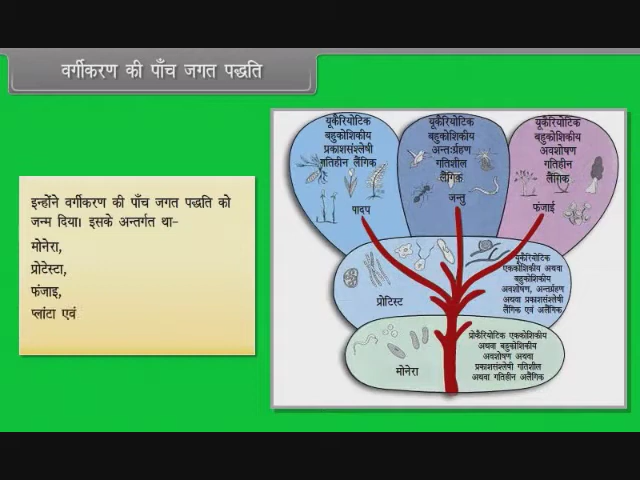 वर्गीकरण की पाँच जगत पद्धति
इन्होंने वर्गीकरण की पाँच जगत पद्धति को
जन्म दिया। इसके अन्तर्गत था-
मोनेरा,
प्रोटेस्टा,
फंजाइ,
प्लांटा एवं
यूकैरियोटिक
बहुकोशिकीय
प्रकाशसंश्लेषी
गतिहीन लैंगिक
पादप
यूकैरियोटिक
बहुकोशिकीय
अन्तःग्रहण
गतिशील
लैंगिक
जन्तु
यूकैरियोटिक
बहुकोशिकीय
अवशोषण
गतिहीन
लैंगिक
फंजाई
प्रोटिस्ट
यूकैरियोटिक
एककोशिकीय अथवा
बहुकोशिकीय
अवशोषण, अन्तर्ग्रहण
अथवा प्रकाशसंश्लेषी
लैंगिक एवं अलैंगिक
मोनेरा
प्रोकैरियोटिक एककोशिकीय
अथवा बहुकोशिकीय
अवशोषण अथवा
प्रकाशसंश्लेषी गतिशील
अथवा गतिहीन अलैंगिक